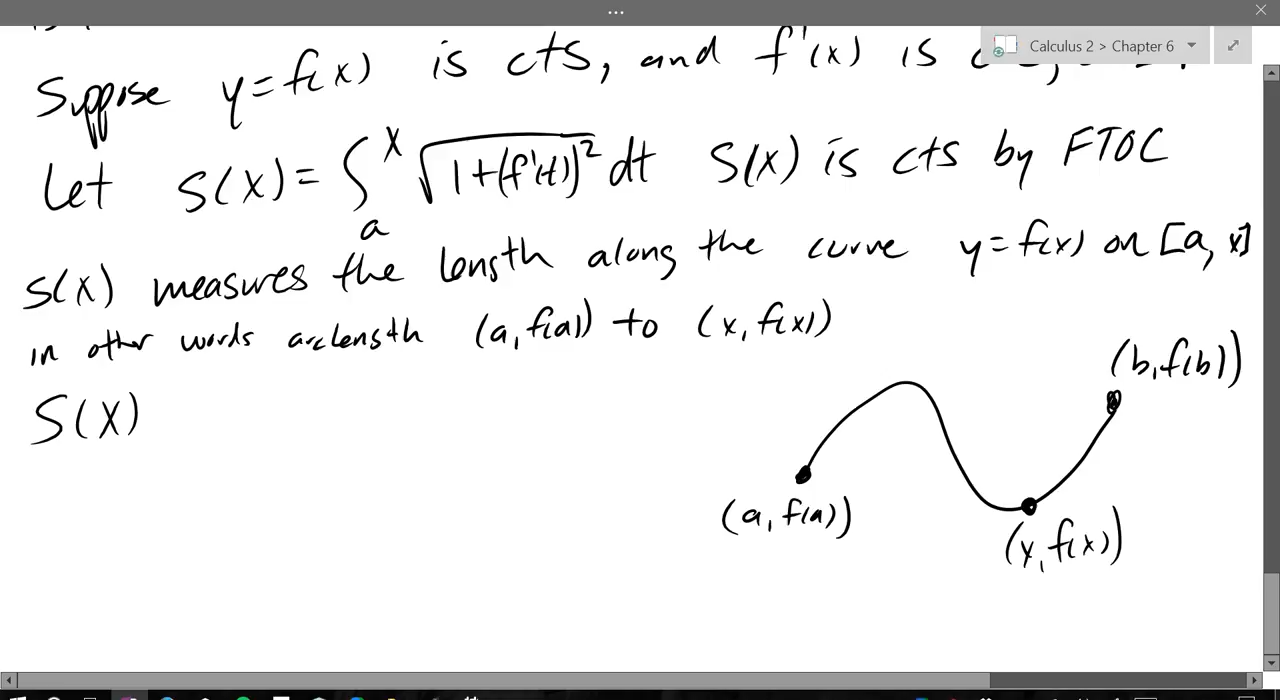 Calculus 2 > Chapter 6
Suppose y=f(x) is cts, and f'(x) is
Let S(x) = ∫ₐˣ √1+(f'(t))² dt S(x) is cts by FTOC
S(x) measures the length along the curve y=f(x) on [a, x]
in other words arclength (a, f(a)) to (x, f(x))
(b, f(b))
S(x)
(a, f(a))
(x, f(x))